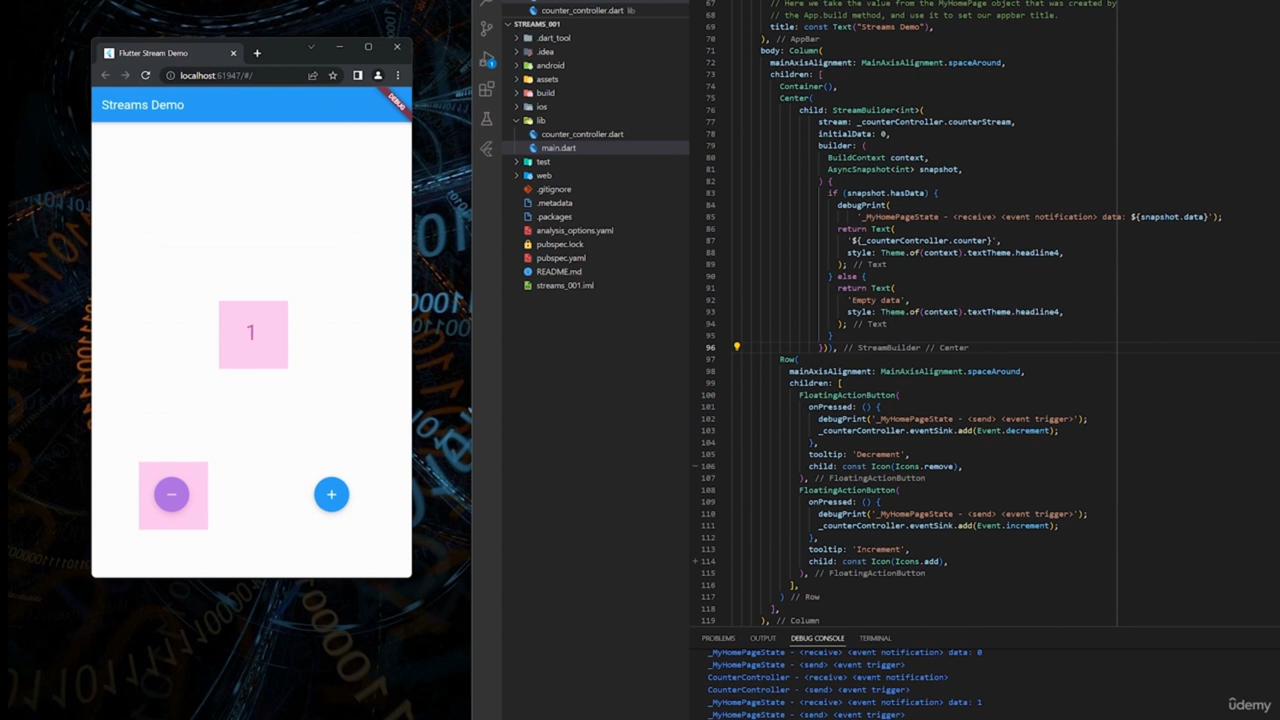 Flutter Stream Demo
localhost:61947/#/
Streams Demo
DEBUG
1
counter_controller.dart lib
STREAMS_001
.dart_tool
.idea
android
assets
build
ios
lib
counter_controller.dart
main.dart
test
web
.gitignore
.metadata
.packages
analysis_options.yaml
pubspec.lock
pubspec.yaml
README.md
streams_001.iml
67 // Here we take the value from the MyHomePage object that was created by
68 // the App.build method, and use it to set our appbar title.
69 title: const Text("Streams Demo"),
70 ), // AppBar
71 body: Column(
72 mainAxisAlignment: MainAxisAlignment.spaceAround,
73 children: [
74 Container(),
75 Center(
76 child: StreamBuilder<int>(
77 stream: _counterController.counterStream,
78 initialData: 0,
79 builder: (
80 BuildContext context,
81 AsyncSnapshot<int> snapshot,
82 ) {
83 if (snapshot.hasData) {
84 debugPrint(
85 '_MyHomePageState - <receive> <event notification> data: ${snapshot.data}');
86 return Text(
87 '${_counterController.counter}',
88 style: Theme.of(context).textTheme.headline4,
89 ); // Text
90 } else {
91 return Text(
92 'Empty data',
93 style: Theme.of(context).textTheme.headline4,
94 ); // Text
95 }
96 })), // StreamBuilder // Center
97 Row(
98 mainAxisAlignment: MainAxisAlignment.spaceAround,
99 children: [
100 FloatingActionButton(
101 onPressed: () {
102 debugPrint('_MyHomePageState - <send> <event trigger>');
103 _counterController.eventSink.add(Event.decrement);
104 },
105 tooltip: 'Decrement',
106 child: const Icon(Icons.remove),
107 ), // FloatingActionButton
108 FloatingActionButton(
109 onPressed: () {
110 debugPrint('_MyHomePageState - <send> <event trigger>');
111 _counterController.eventSink.add(Event.increment);
112 },
113 tooltip: 'Increment',
114 child: const Icon(Icons.add),
115 ), // FloatingActionButton
116 ],
117 ) // Row
118 ],
119 ), // Column
PROBLEMS OUTPUT DEBUG CONSOLE TERMINAL
_MyHomePageState - <receive> <event notification> data: 0
_MyHomePageState - <send> <event trigger>
CounterController - <receive> <event notification>
CounterController - <send> <event trigger>
_MyHomePageState - <receive> <event notification> data: 1
_MyHomePageState - <send> <event trigger>
ûdemy